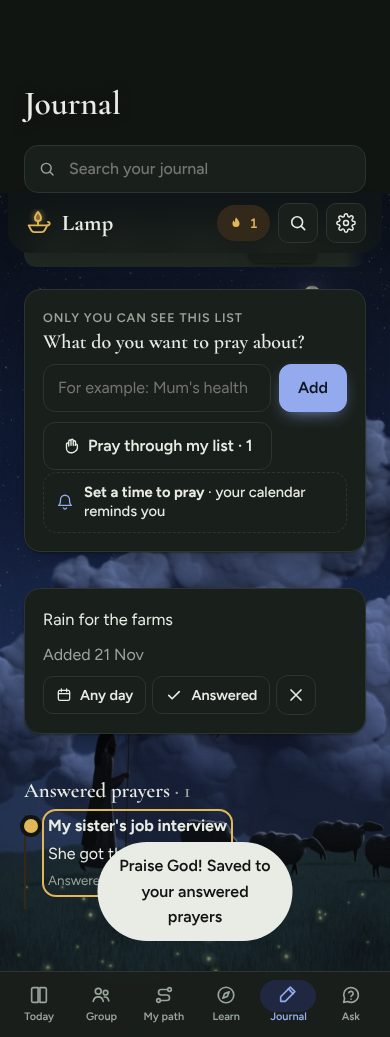 Journal
Search your journal
Lamp
1
ONLY YOU CAN SEE THIS LIST
What do you want to pray about?
For example: Mum's health
Add
Pray through my list · 1
Set a time to pray · your calendar
reminds you
Rain for the farms
Added 21 Nov
Any day
Answered
Answered prayers · 1
My sister's job interview
She got
Praise God! Saved to
your answered
prayers
Today
Group
My path
Learn
Journal
Ask